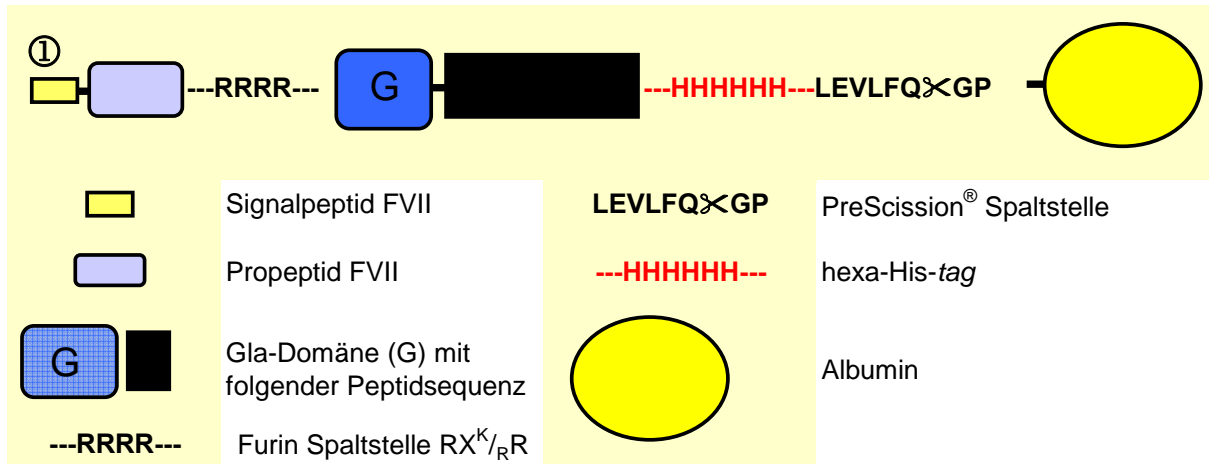 ①
---RRRR---
G
---HHHHHH---LEVLFQ✂GP
Signalpeptid FVII
LEVLFQ✂GP
PreScission® Spaltstelle
Propeptid FVII
---HHHHHH---
hexa-His-tag
G
Gla-Domäne (G) mit
folgender Peptidsequenz
Albumin
---RRRR---
Furin Spaltstelle RXᴷ/ᵣR